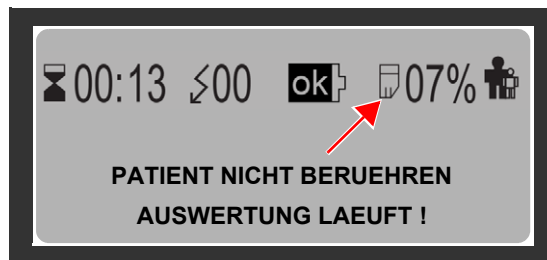 00:13 00 ok 07%
PATIENT NICHT BERUEHREN
AUSWERTUNG LAEUFT !